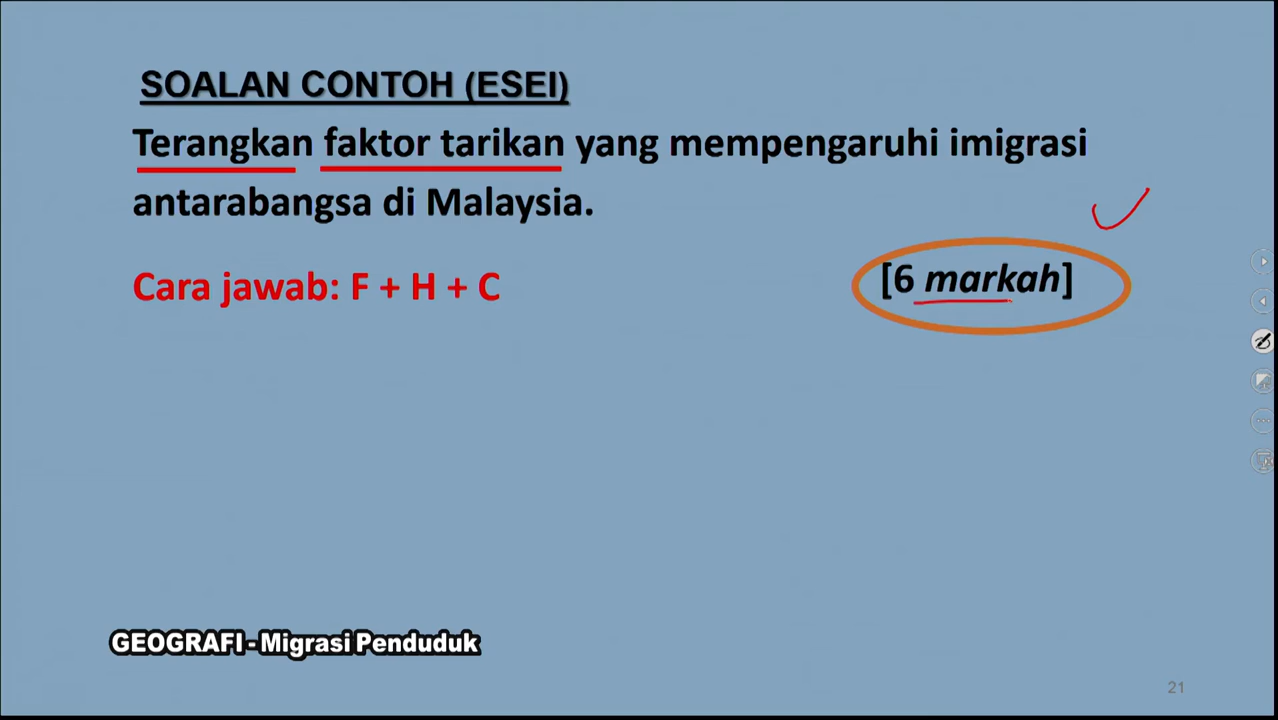 SOALAN CONTOH (ESEI)
Terangkan faktor tarikan yang mempengaruhi imigrasi
antarabangsa di Malaysia.
Cara jawab: F + H + C
[6 markah]
GEOGRAFI - Migrasi Penduduk
21